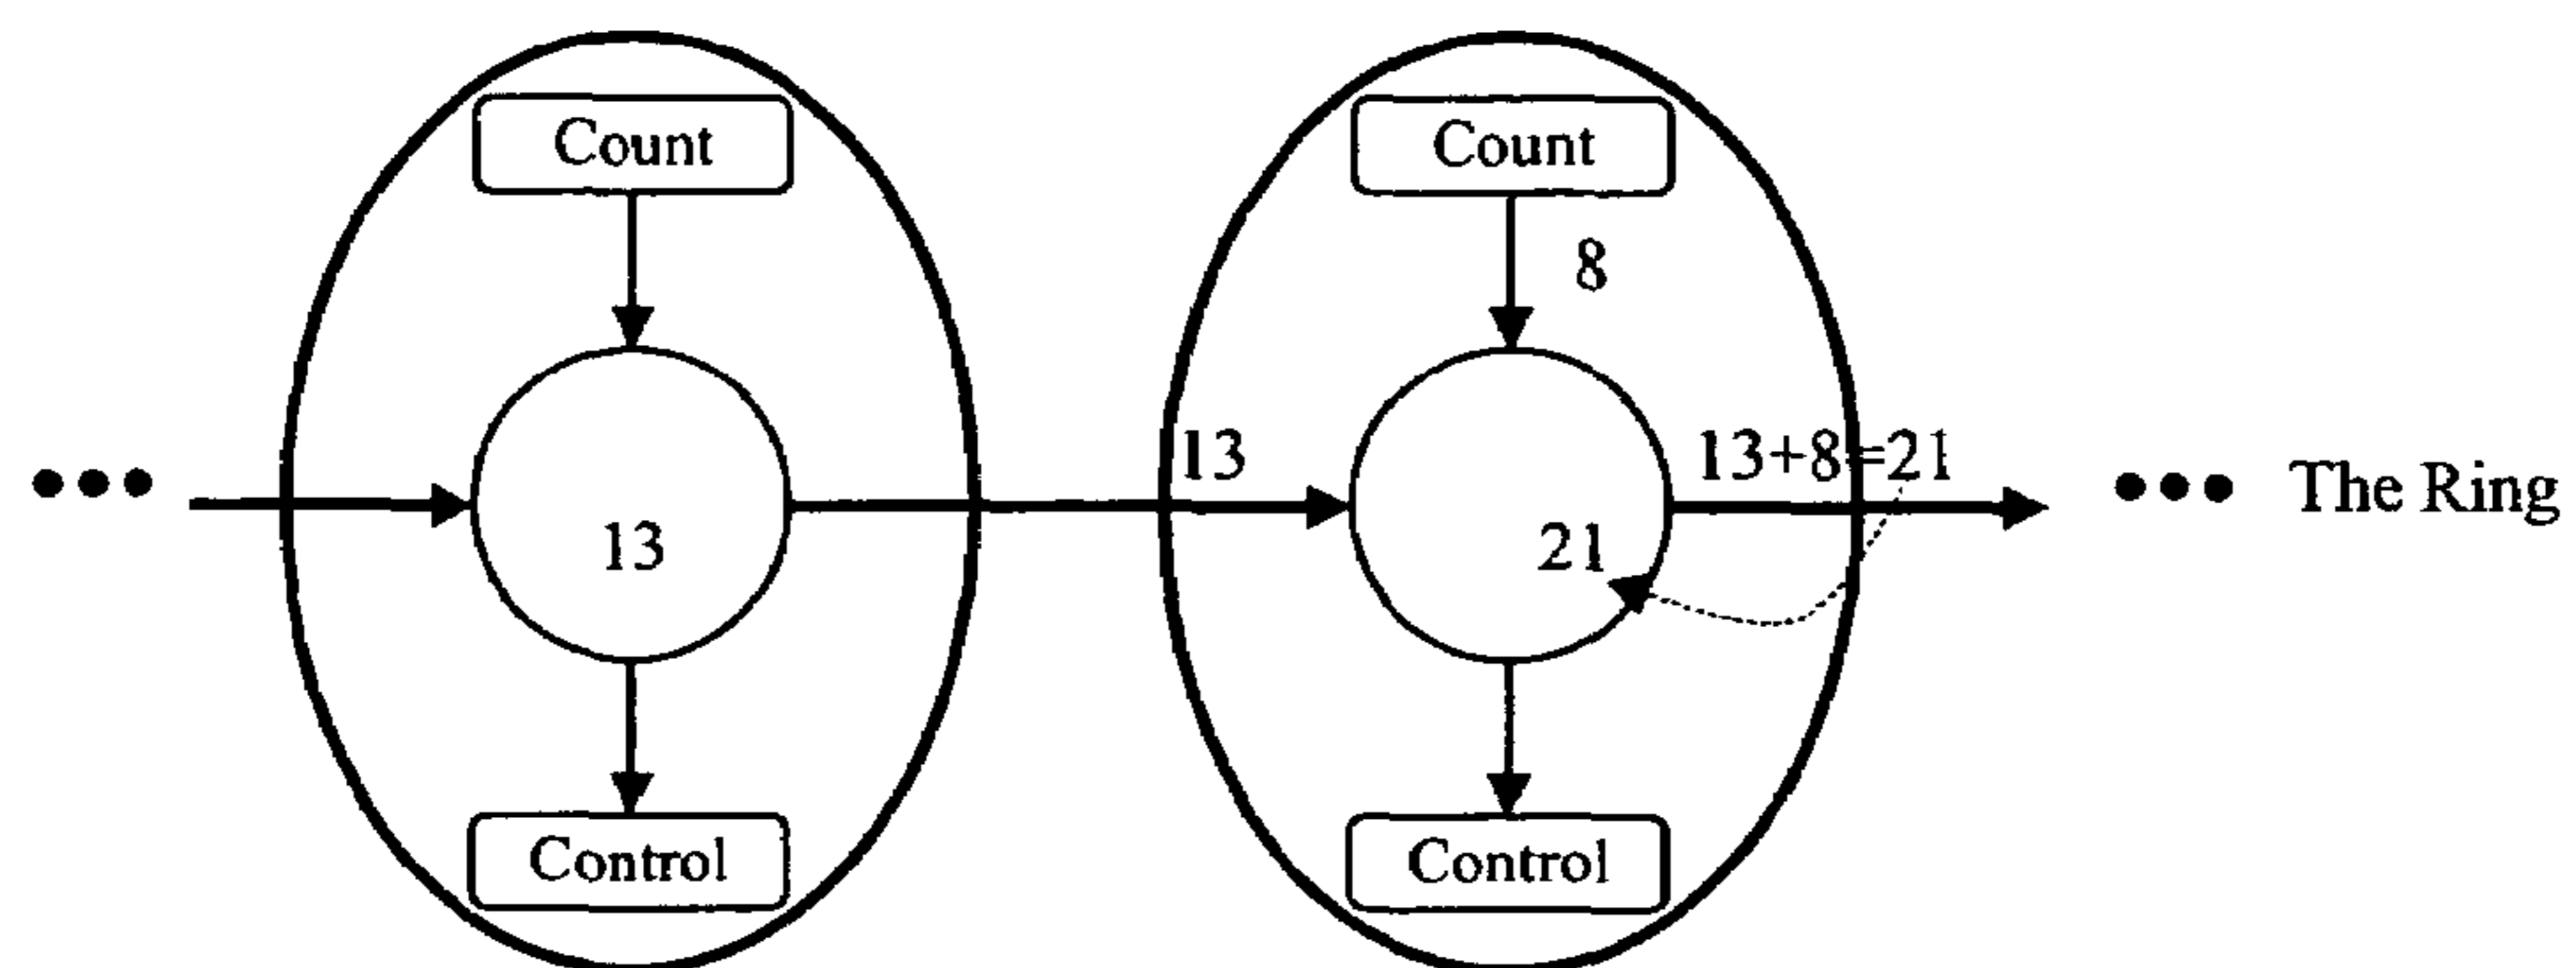 Count
Count
8
13
13+8=21
••• ••• The Ring
13
21
Control
Control